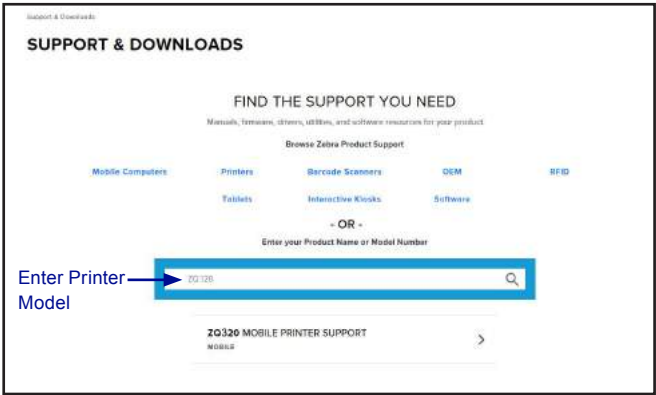 Support & Downloads
SUPPORT & DOWNLOADS
FIND THE SUPPORT YOU NEED
Manuals, firmware, drivers, utilities, and software resources for your product
Browse Zebra Product Support
Mobile Computers Printers Barcode Scanners OEM RFID
Tablets Interactive Kiosks Software
- OR -
Enter your Product Name or Model Number
Enter Printer
Model
ZQ320 MOBILE PRINTER SUPPORT
MOBILE